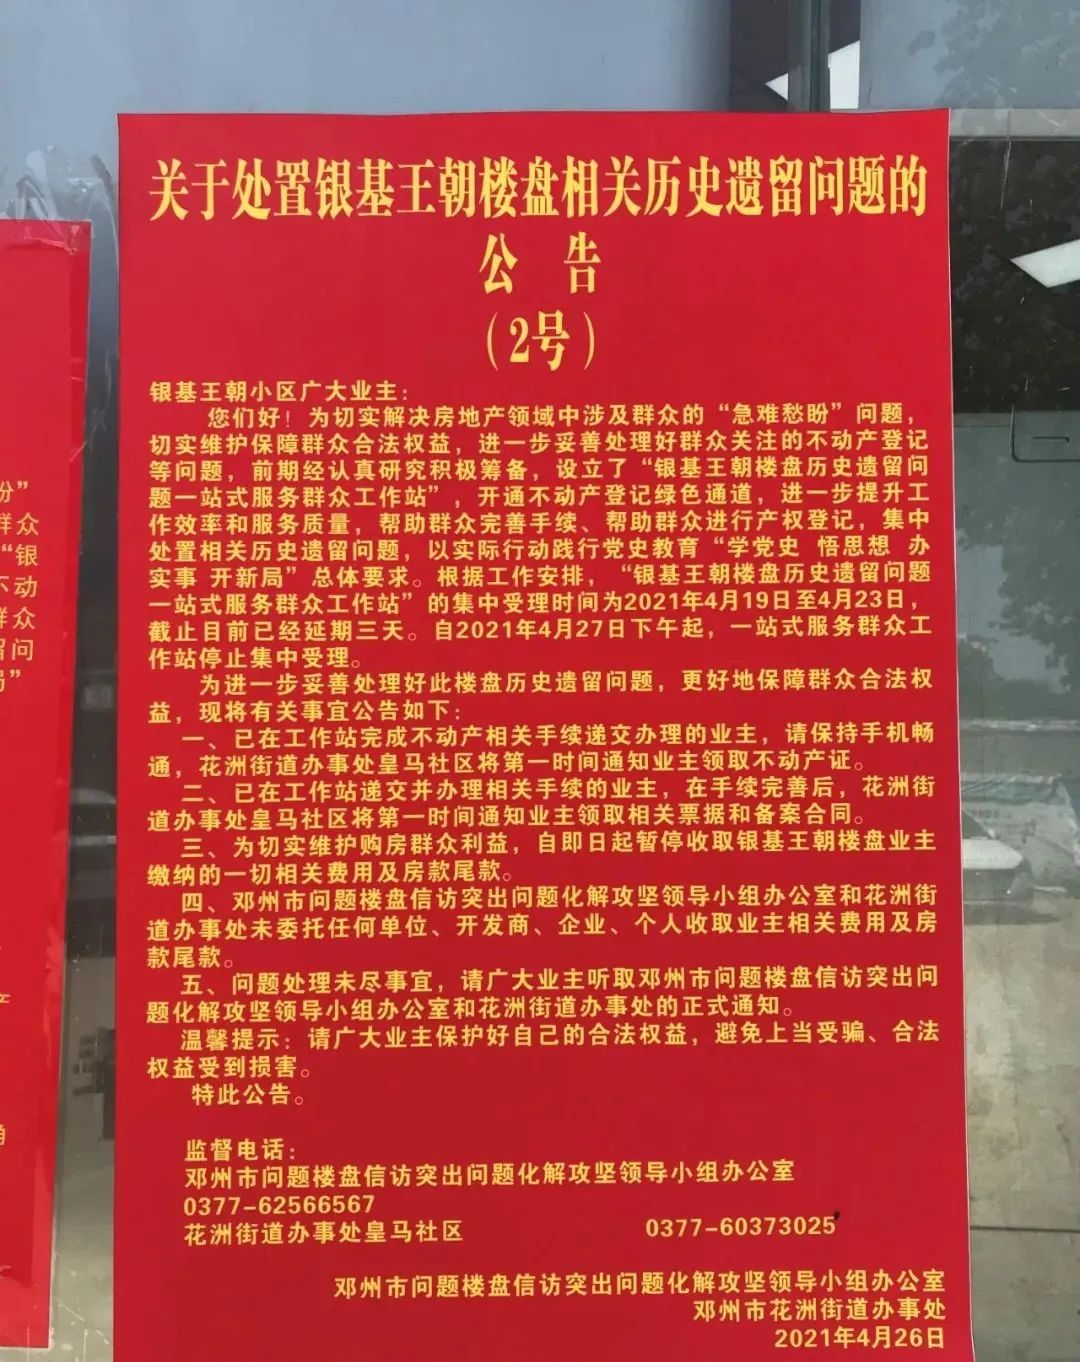 关于处置银基王朝楼盘相关历史遗留问题的
公 告
（2号）
银基王朝小区广大业主：
您们好！为切实解决房地产领域中涉及群众的“急难愁盼”问题，
切实维护保障群众合法权益，进一步妥善处理好群众关注的不动产登记
等问题，前期经认真研究积极筹备，设立了“银基王朝楼盘历史遗留问
题一站式服务群众工作站”，开通不动产登记绿色通道，进一步提升工
作效率和服务质量，帮助群众完善手续、帮助群众进行产权登记，集中
处置相关历史遗留问题，以实际行动践行党史教育“学党史 悟思想 办
实事 开新局”总体要求。根据工作安排，“银基王朝楼盘历史遗留问题
一站式服务群众工作站”的集中受理时间为2021年4月19日至4月23日，
截止目前已经延期三天。自2021年4月27日下午起，一站式服务群众工
作站停止集中受理。
为进一步妥善处理好此楼盘历史遗留问题，更好地保障群众合法权
益，现将有关事宜公告如下：
一、已在工作站完成不动产相关手续递交办理的业主，请保持手机畅
通，花洲街道办事处皇马社区将第一时间通知业主领取不动产证。
二、已在工作站递交并办理相关手续的业主，在手续完善后，花洲街
道办事处皇马社区将第一时间通知业主领取相关票据和备案合同。
三、为切实维护购房群众利益，自即日起暂停收取银基王朝楼盘业主
缴纳的一切相关费用及房款尾款。
四、邓州市问题楼盘信访突出问题化解攻坚领导小组办公室和花洲街
道办事处未委托任何单位、开发商、企业、个人收取业主相关费用及房
款尾款。
五、问题处理未尽事宜，请广大业主听取邓州市问题楼盘信访突出问
题化解攻坚领导小组办公室和花洲街道办事处的正式通知。
温馨提示：请广大业主保护好自己的合法权益，避免上当受骗、合法
权益受到损害。
特此公告。
监督电话：
邓州市问题楼盘信访突出问题化解攻坚领导小组办公室
0377-62566567
花洲街道办事处皇马社区 0377-60373025
邓州市问题楼盘信访突出问题化解攻坚领导小组办公室
邓州市花洲街道办事处
2021年4月26日
群众
“银
不动
群众
留问